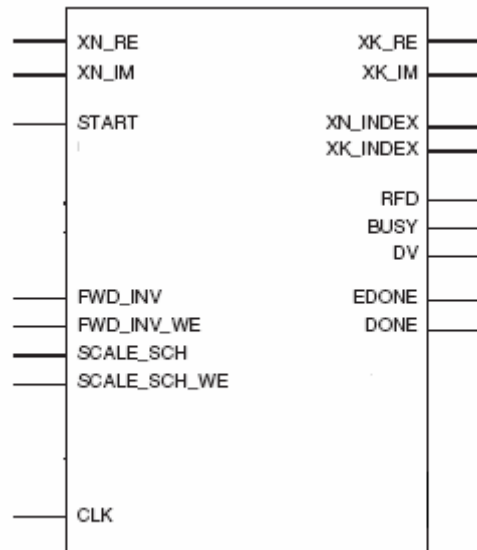 XN_RE XK_RE
XN_IM XK_IM
START XN_INDEX
XK_INDEX
RFD
BUSY
DV
FWD_INV EDONE
FWD_INV_WE DONE
SCALE_SCH
SCALE_SCH_WE
CLK